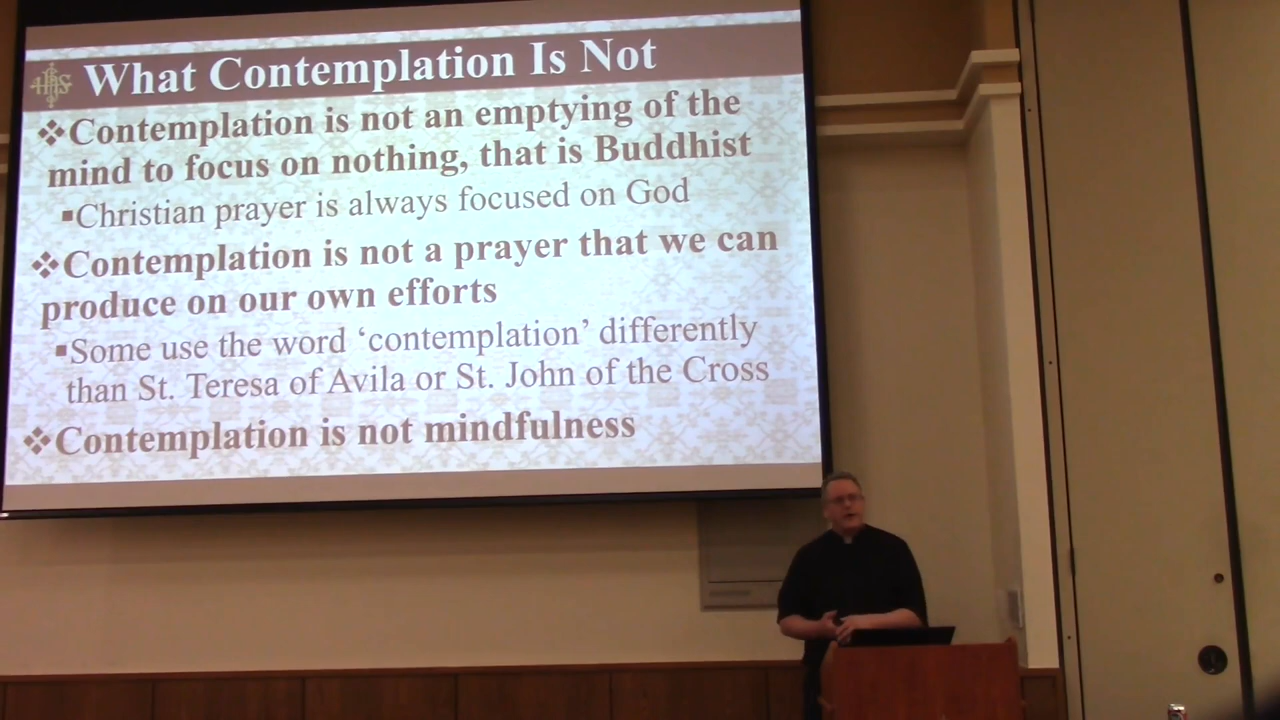 IHS
What Contemplation Is Not
❖Contemplation is not an emptying of the
mind to focus on nothing, that is Buddhist
▪Christian prayer is always focused on God
❖Contemplation is not a prayer that we can
produce on our own efforts
▪Some use the word ‘contemplation’ differently
than St. Teresa of Avila or St. John of the Cross
❖Contemplation is not mindfulness